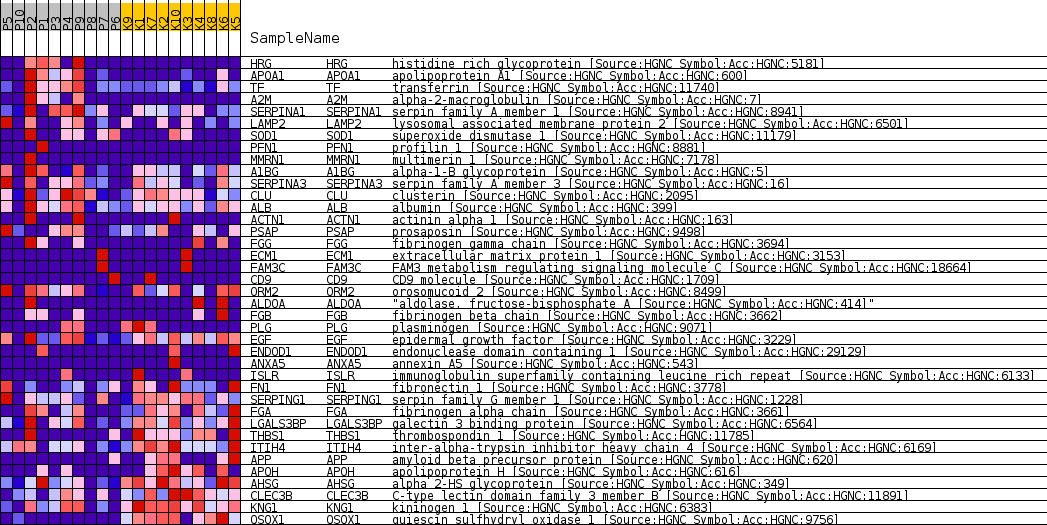 P5 P10 P2 P1 P3 P4 P9 P8 P7 P6 K9 K1 K7 K2 K10 K3 K4 K8 K6 K5
SampleName
HRG HRG histidine rich glycoprotein [Source:HGNC Symbol;Acc:HGNC:5181]
APOA1 APOA1 apolipoprotein A1 [Source:HGNC Symbol;Acc:HGNC:600]
TF TF transferrin [Source:HGNC Symbol;Acc:HGNC:11740]
A2M A2M alpha-2-macroglobulin [Source:HGNC Symbol;Acc:HGNC:7]
SERPINA1 SERPINA1 serpin family A member 1 [Source:HGNC Symbol;Acc:HGNC:8941]
LAMP2 LAMP2 lysosomal associated membrane protein 2 [Source:HGNC Symbol;Acc:HGNC:6501]
SOD1 SOD1 superoxide dismutase 1 [Source:HGNC Symbol;Acc:HGNC:11179]
PFN1 PFN1 profilin 1 [Source:HGNC Symbol;Acc:HGNC:8881]
MMRN1 MMRN1 multimerin 1 [Source:HGNC Symbol;Acc:HGNC:7178]
A1BG A1BG alpha-1-B glycoprotein [Source:HGNC Symbol;Acc:HGNC:5]
SERPINA3 SERPINA3 serpin family A member 3 [Source:HGNC Symbol;Acc:HGNC:16]
CLU CLU clusterin [Source:HGNC Symbol;Acc:HGNC:2095]
ALB ALB albumin [Source:HGNC Symbol;Acc:HGNC:399]
ACTN1 ACTN1 actinin alpha 1 [Source:HGNC Symbol;Acc:HGNC:163]
PSAP PSAP prosaposin [Source:HGNC Symbol;Acc:HGNC:9498]
FGG FGG fibrinogen gamma chain [Source:HGNC Symbol;Acc:HGNC:3694]
ECM1 ECM1 extracellular matrix protein 1 [Source:HGNC Symbol;Acc:HGNC:3153]
FAM3C FAM3C FAM3 metabolism regulating signaling molecule C [Source:HGNC Symbol;Acc:HGNC:18664]
CD9 CD9 CD9 molecule [Source:HGNC Symbol;Acc:HGNC:1709]
ORM2 ORM2 orosomucoid 2 [Source:HGNC Symbol;Acc:HGNC:8499]
ALDOA ALDOA "aldolase, fructose-bisphosphate A [Source:HGNC Symbol;Acc:HGNC:414]"
FGB FGB fibrinogen beta chain [Source:HGNC Symbol;Acc:HGNC:3662]
PLG PLG plasminogen [Source:HGNC Symbol;Acc:HGNC:9071]
EGF EGF epidermal growth factor [Source:HGNC Symbol;Acc:HGNC:3229]
ENDOD1 ENDOD1 endonuclease domain containing 1 [Source:HGNC Symbol;Acc:HGNC:29129]
ANXA5 ANXA5 annexin A5 [Source:HGNC Symbol;Acc:HGNC:543]
ISLR ISLR immunoglobulin superfamily containing leucine rich repeat [Source:HGNC Symbol;Acc:HGNC:6133]
FN1 FN1 fibronectin 1 [Source:HGNC Symbol;Acc:HGNC:3778]
SERPING1 SERPING1 serpin family G member 1 [Source:HGNC Symbol;Acc:HGNC:1228]
FGA FGA fibrinogen alpha chain [Source:HGNC Symbol;Acc:HGNC:3661]
LGALS3BP LGALS3BP galectin 3 binding protein [Source:HGNC Symbol;Acc:HGNC:6564]
THBS1 THBS1 thrombospondin 1 [Source:HGNC Symbol;Acc:HGNC:11785]
ITIH4 ITIH4 inter-alpha-trypsin inhibitor heavy chain 4 [Source:HGNC Symbol;Acc:HGNC:6169]
APP APP amyloid beta precursor protein [Source:HGNC Symbol;Acc:HGNC:620]
APOH APOH apolipoprotein H [Source:HGNC Symbol;Acc:HGNC:616]
AHSG AHSG alpha 2-HS glycoprotein [Source:HGNC Symbol;Acc:HGNC:349]
CLEC3B CLEC3B C-type lectin domain family 3 member B [Source:HGNC Symbol;Acc:HGNC:11891]
KNG1 KNG1 kininogen 1 [Source:HGNC Symbol;Acc:HGNC:6383]
QSOX1 QSOX1 quiescin sulfhydryl oxidase 1 [Source:HGNC Symbol;Acc:HGNC:9756]